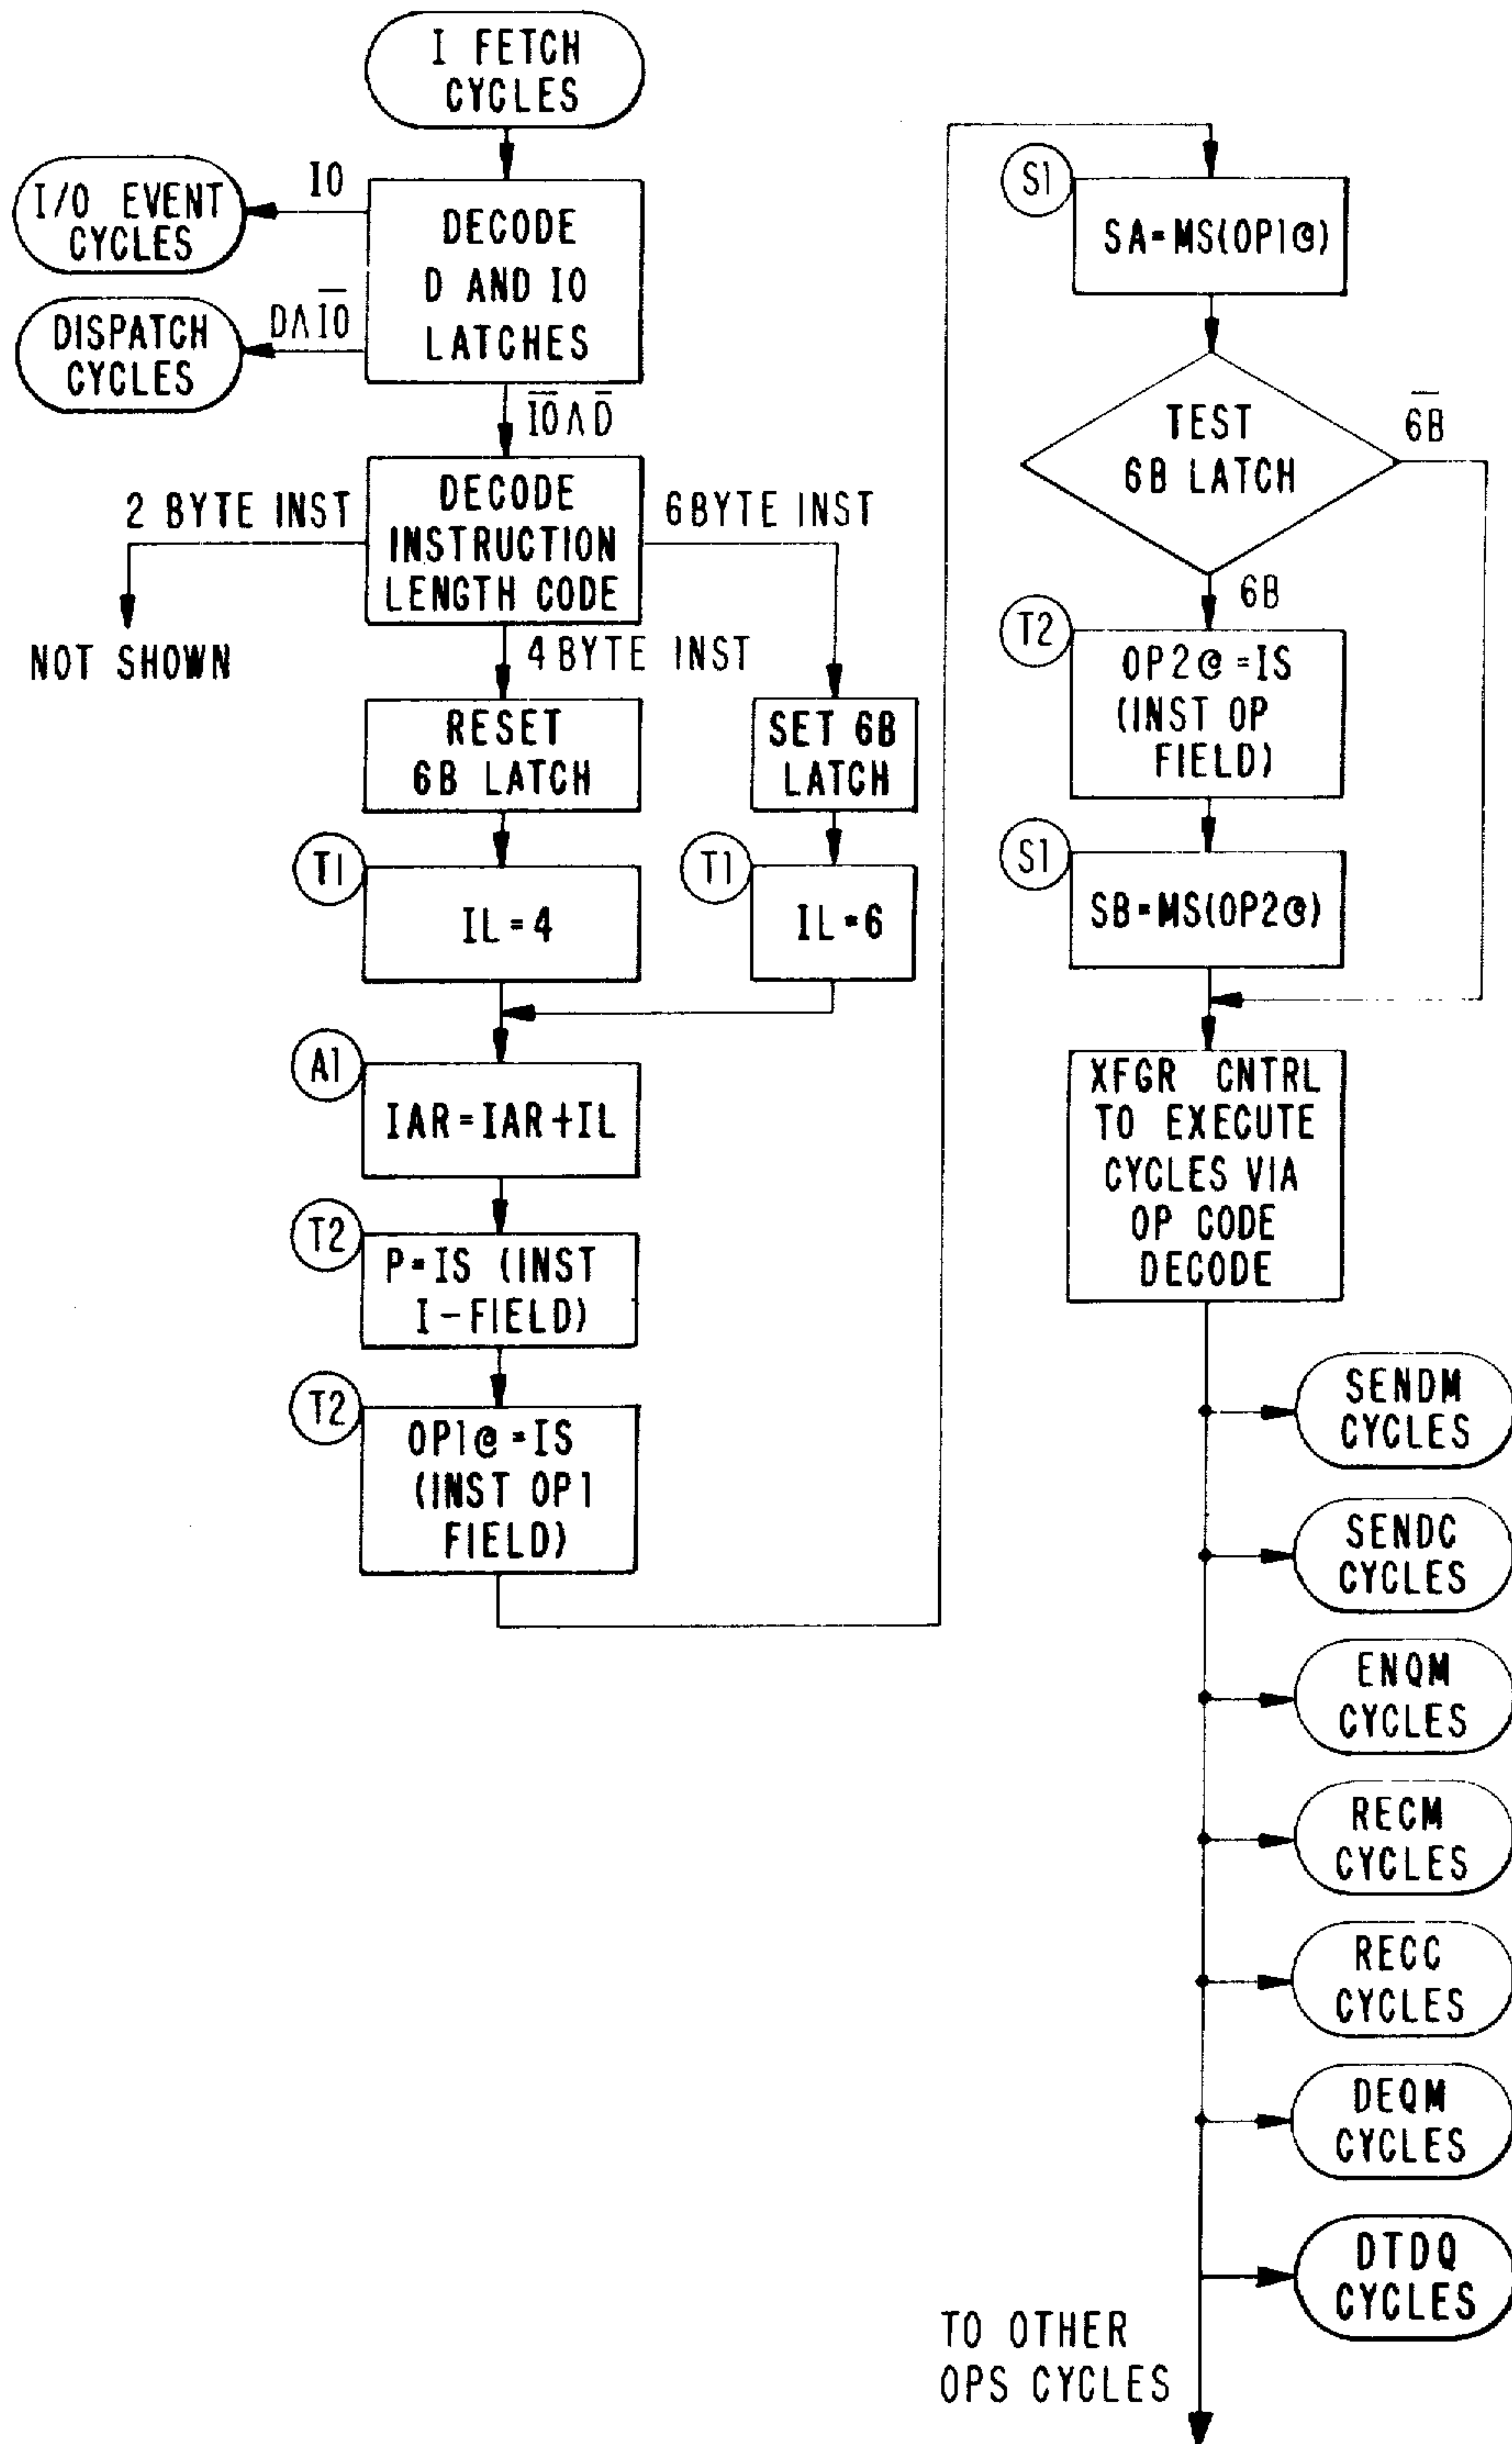 I FETCH
CYCLES
IO
I/O EVENT
CYCLES
DECODE
D AND IO
LATCHES
DΛI̅O̅
DISPATCH
CYCLES
I̅O̅ΛD̅
2 BYTE INST
DECODE
INSTRUCTION
LENGTH CODE
6 BYTE INST
NOT SHOWN
4 BYTE INST
RESET
6B LATCH
SET 6B
LATCH
T1
IL=4
T1
IL=6
A1
IAR=IAR+IL
T2
P=IS (INST
I-FIELD)
T2
OP1@=IS
(INST OP1
FIELD)
S1
SA=MS(OP1@)
TEST
6B LATCH
6̅B̅
6B
T2
OP2@=IS
(INST OP
FIELD)
S1
SB=MS(OP2@)
XFGR CNTRL
TO EXECUTE
CYCLES VIA
OP CODE
DECODE
SENDM
CYCLES
SENDC
CYCLES
ENQM
CYCLES
RECM
CYCLES
RECC
CYCLES
DEQM
CYCLES
DTDQ
CYCLES
TO OTHER
OPS CYCLES